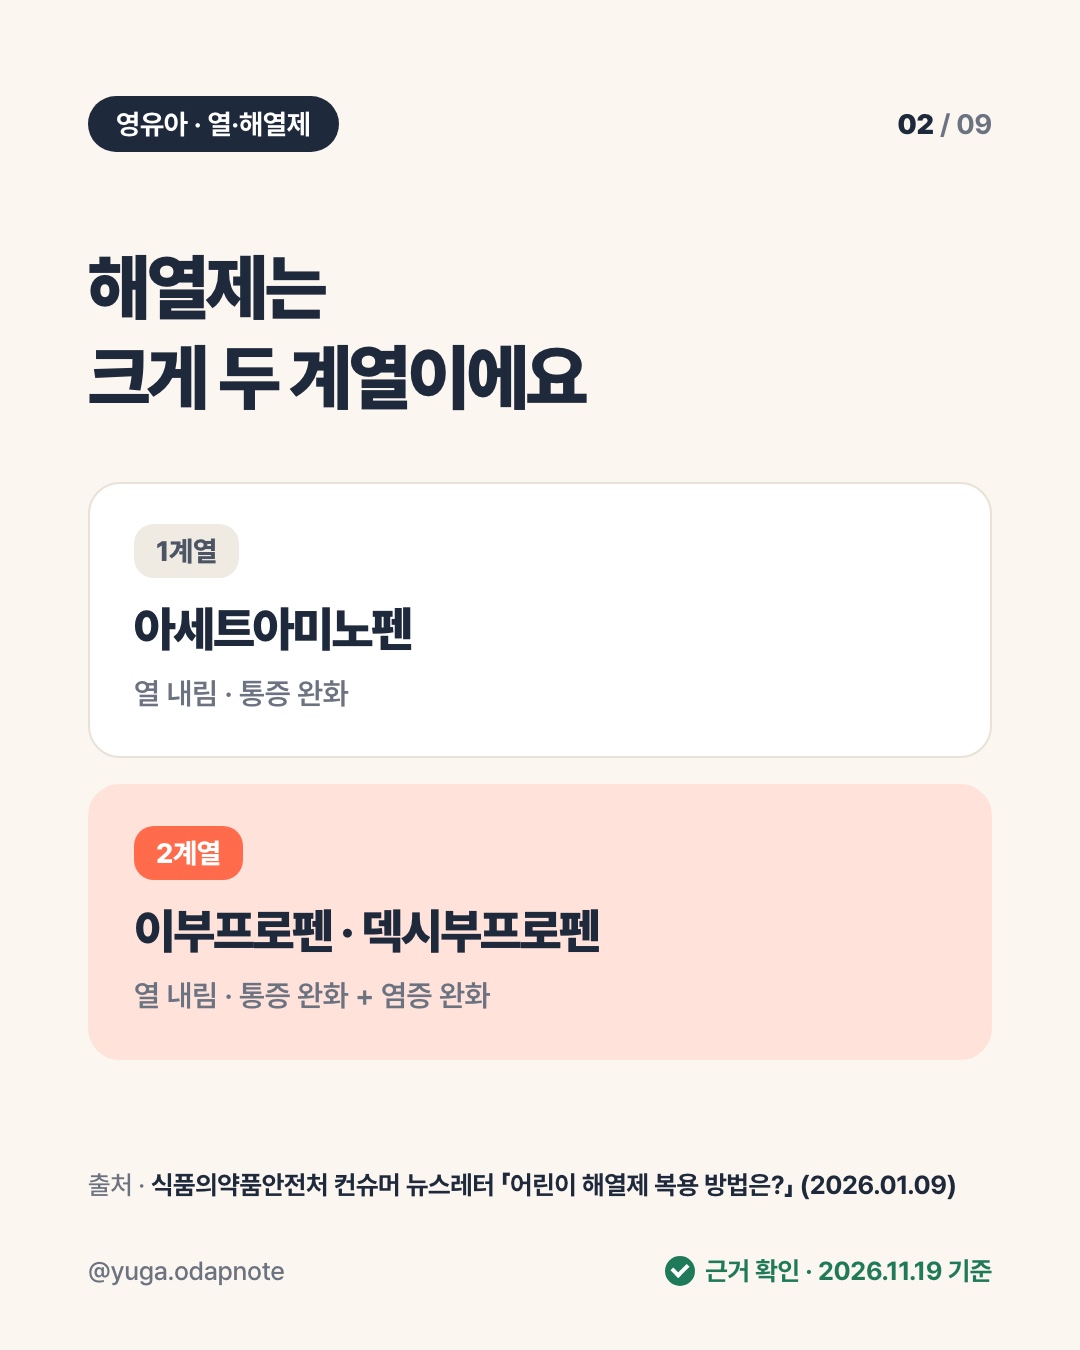 영유아 · 열·해열제
02 / 09
해열제는
크게 두 계열이에요
1계열
아세트아미노펜
열 내림 · 통증 완화
2계열
이부프로펜 · 덱시부프로펜
열 내림 · 통증 완화 + 염증 완화
출처 · 식품의약품안전처 컨슈머 뉴스레터 「어린이 해열제 복용 방법은?」 (2026.01.09)
@yuga.odapnote
근거 확인 · 2026.11.19 기준